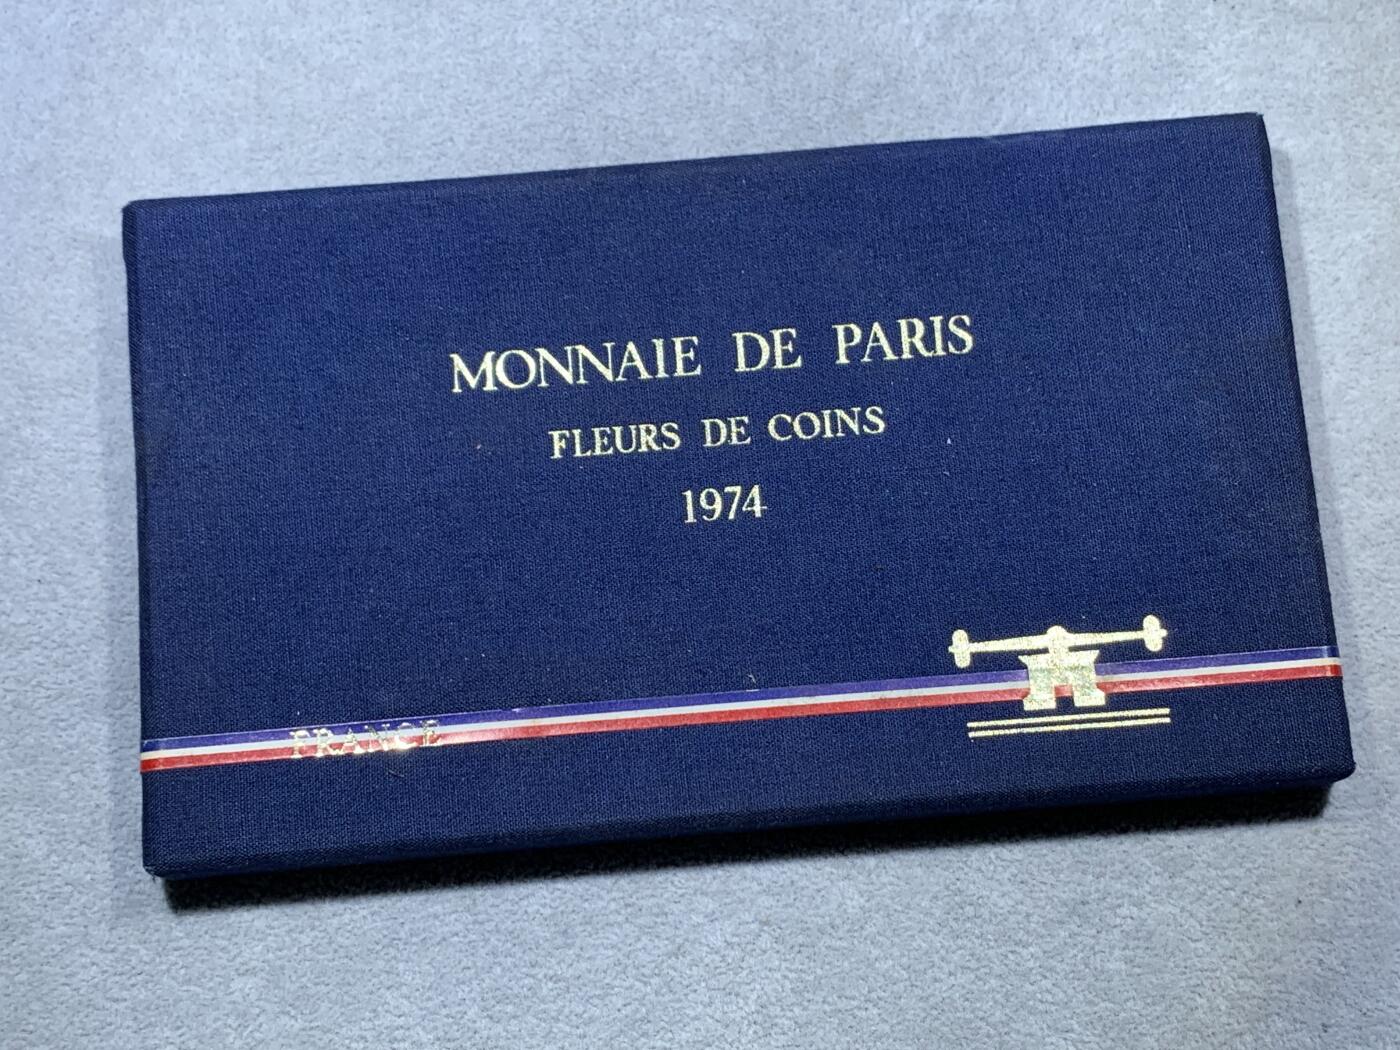 MONNAIE DE PARIS
FLEURS DE COINS
1974
FRANCE